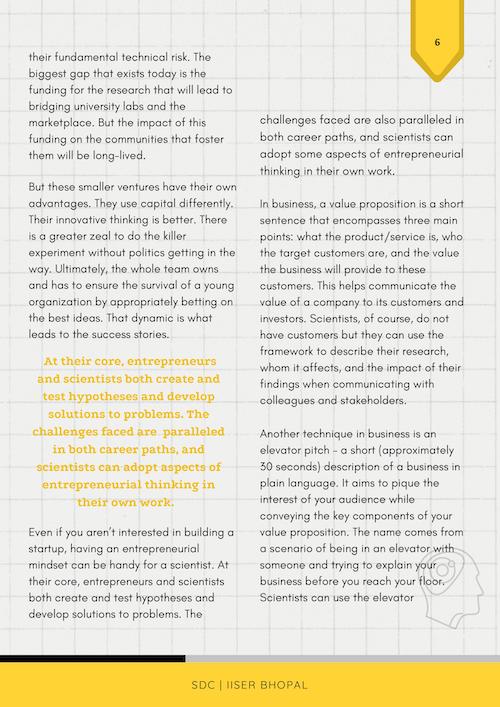 6
their fundamental technical risk. The
biggest gap that exists today is the
funding for the research that will lead to
bridging university labs and the
marketplace. But the impact of this
funding on the communities that foster
them will be long-lived.
But these smaller ventures have their own
advantages. They use capital differently.
Their innovative thinking is better. There
is a greater zeal to do the killer
experiment without politics getting in the
way. Ultimately, the whole team owns
and has to ensure the survival of a young
organization by appropriately betting on
the best ideas. That dynamic is what
leads to the success stories.
At their core, entrepreneurs
and scientists both create and
test hypotheses and develop
solutions to problems. The
challenges faced are paralleled
in both career paths, and
scientists can adopt aspects of
entrepreneurial thinking in
their own work.
Even if you aren't interested in building a
startup, having an entrepreneurial
mindset can be handy for a scientist. At
their core, entrepreneurs and scientists
both create and test hypotheses and
develop solutions to problems. The
challenges faced are also paralleled in
both career paths, and scientists can
adopt some aspects of entrepreneurial
thinking in their own work.
In business, a value proposition is a short
sentence that encompasses three main
points: what the product/service is, who
the target customers are, and the value
the business will provide to these
customers. This helps communicate the
value of a company to its customers and
investors. Scientists, of course, do not
have customers but they can use the
framework to describe their research,
whom it affects, and the impact of their
findings when communicating with
colleagues and stakeholders.
Another technique in business is an
elevator pitch – a short (approximately
30 seconds) description of a business in
plain language. It aims to pique the
interest of your audience while
conveying the key components of your
value proposition. The name comes from
a scenario of being in an elevator with
someone and trying to explain your
business before you reach your floor.
Scientists can use the elevator
SDC | IISER BHOPAL